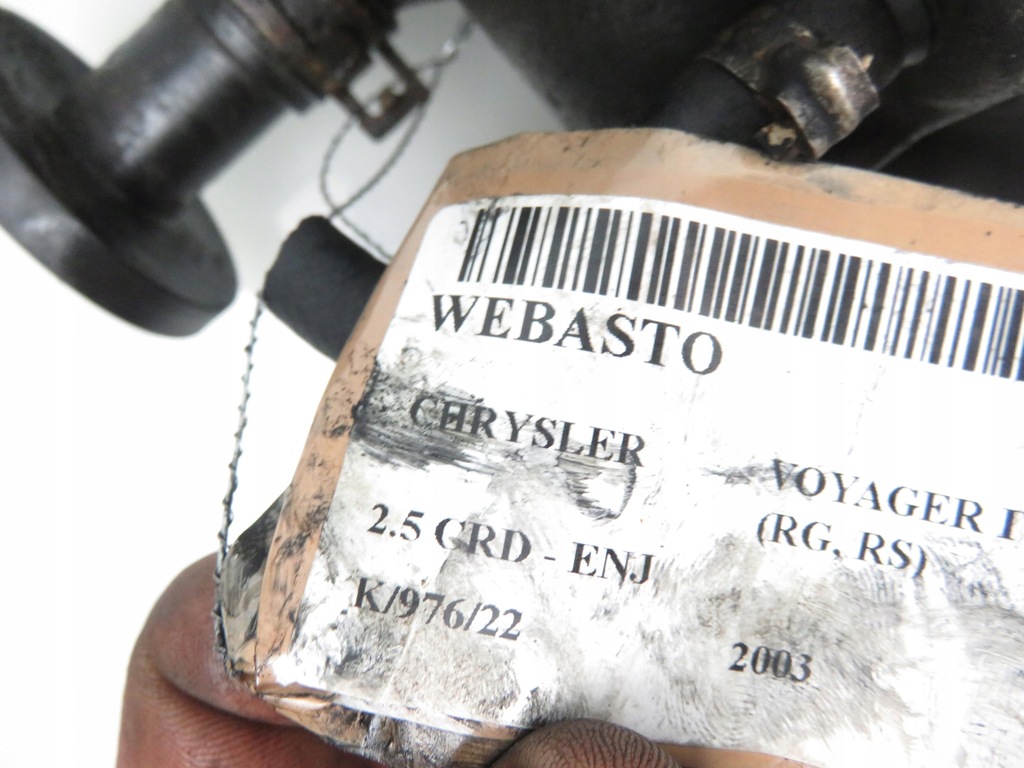 WEBASTO
CHRYSLER
VOYAGER
2.5 CRD - ENJ
(RG, RS)
K/976/22
2003